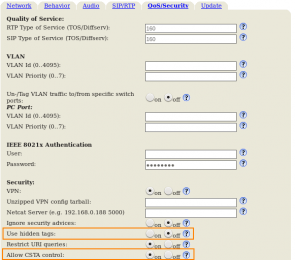 Network Behavior Audio SIP/RTP QoS/Security Update
Quality of Service:
RTP Type of Service (TOS/Diffserv): 160
SIP Type of Service (TOS/Diffserv): 160
VLAN
VLAN Id (0..4095):
VLAN Priority (0..7):
Un-/Tag VLAN traffic to/from specific switch
ports: on off
PC Port:
VLAN Id (0..4095):
VLAN Priority (0..7):
IEEE 8021x Authentication
User:
Password: ********
Security:
VPN: on off
Unzipped VPN config tarball:
Netcat Server (e.g. 192.168.0.188 5000)
Ignore security advices: on off
Use hidden tags: on off
Restrict URI queries: on off
Allow CSTA control: on off